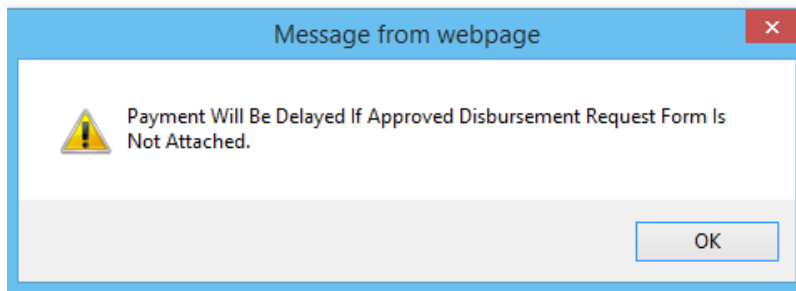 Message from webpage
Payment Will Be Delayed If Approved Disbursement Request Form Is
Not Attached.
OK